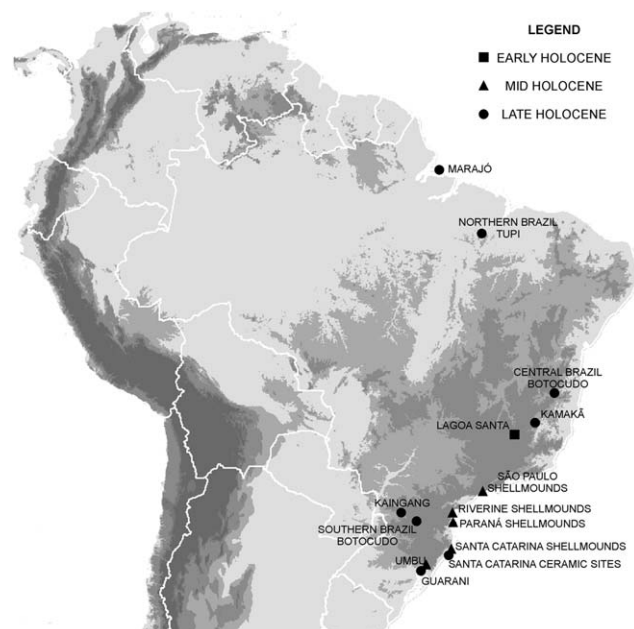 LEGEND
EARLY HOLOCENE
MID HOLOCENE
LATE HOLOCENE
MARAJÓ
NORTHERN BRAZIL
TUPI
CENTRAL BRAZIL
BOTOCUDO
KAMAKÃ
LAGOA SANTA
SÃO PAULO
SHELLMOUNDS
KAINGANG
RIVERINE SHELLMOUNDS
PARANÁ SHELLMOUNDS
SOUTHERN BRAZIL
BOTOCUDO
SANTA CATARINA SHELLMOUNDS
UMBU
SANTA CATARINA CERAMIC SITES
GUARANI